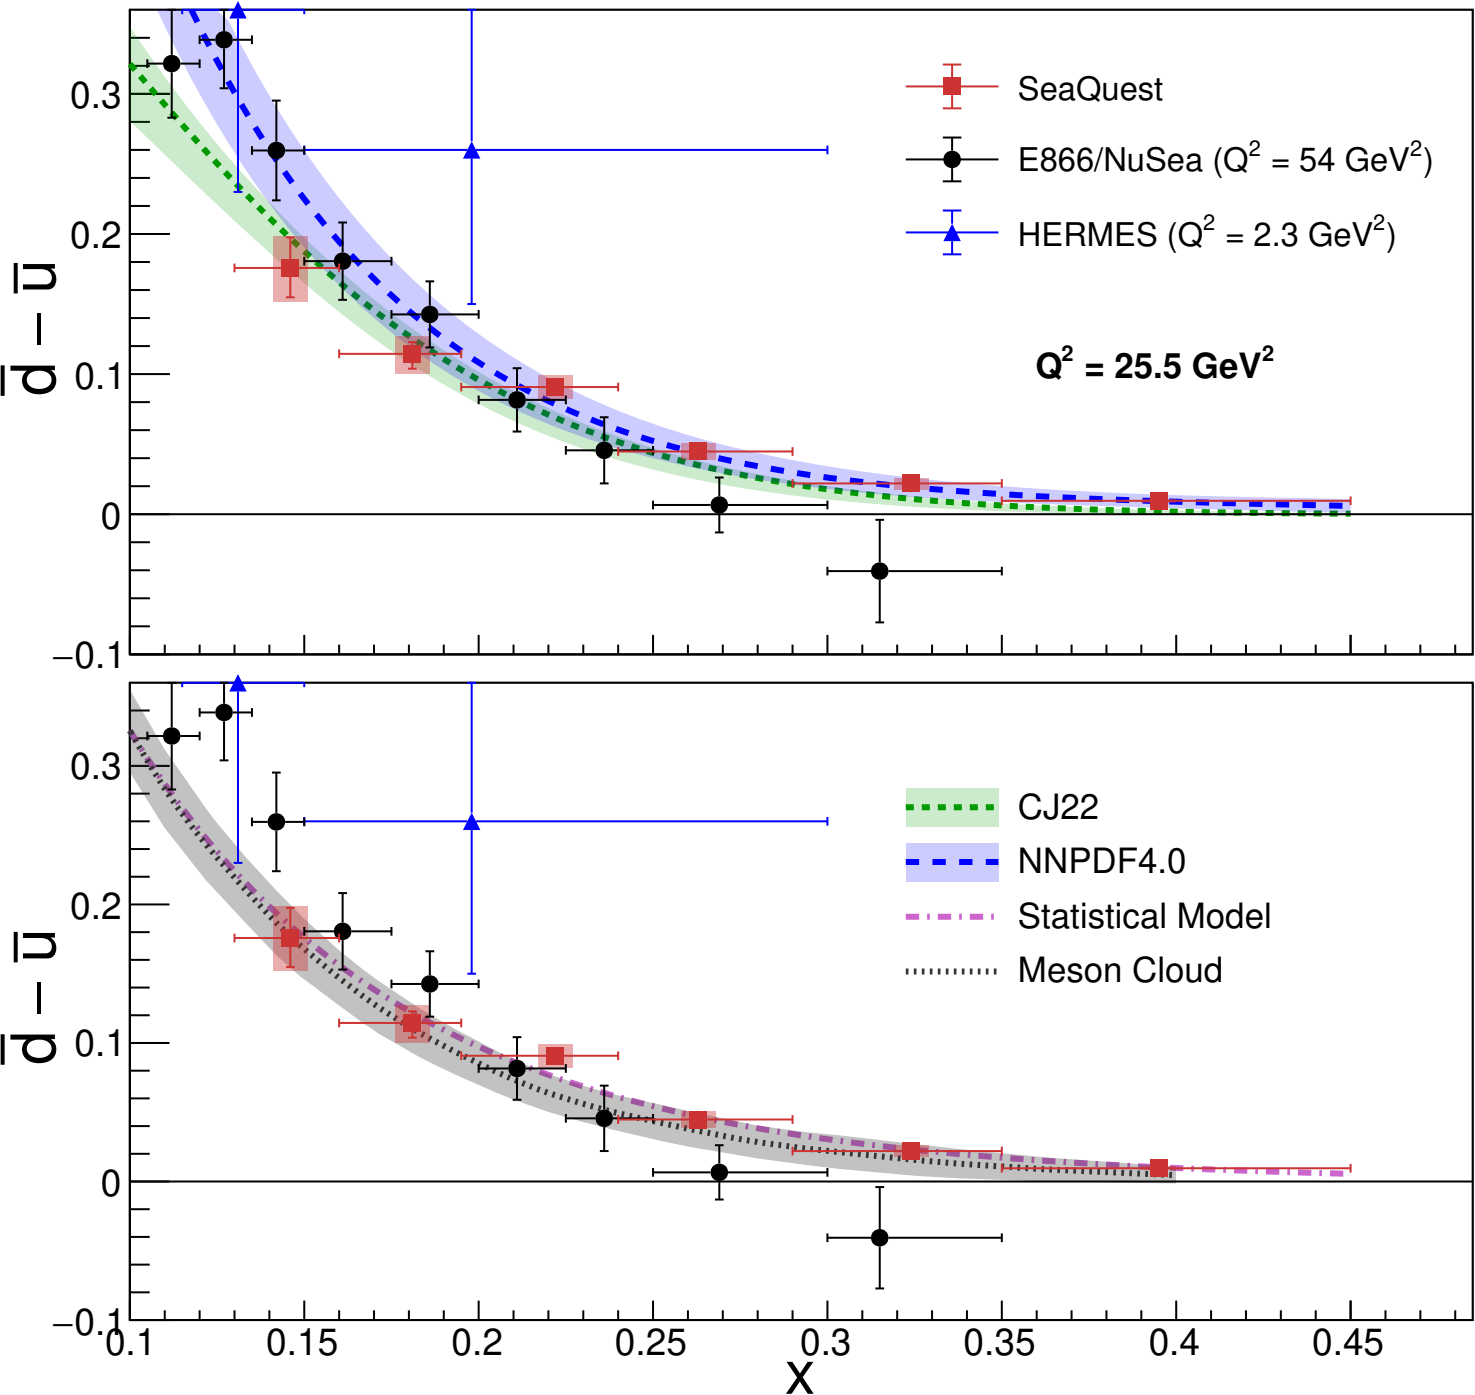 0.3
0.2
0.1
0
−0.1
d̅ − u̅
SeaQuest
E866/NuSea (Q² = 54 GeV²)
HERMES (Q² = 2.3 GeV²)
Q² = 25.5 GeV²
0.3
0.2
0.1
0
−0.1
d̅ − u̅
CJ22
NNPDF4.0
Statistical Model
Meson Cloud
0.1 0.15 0.2 0.25 0.3 0.35 0.4 0.45
x